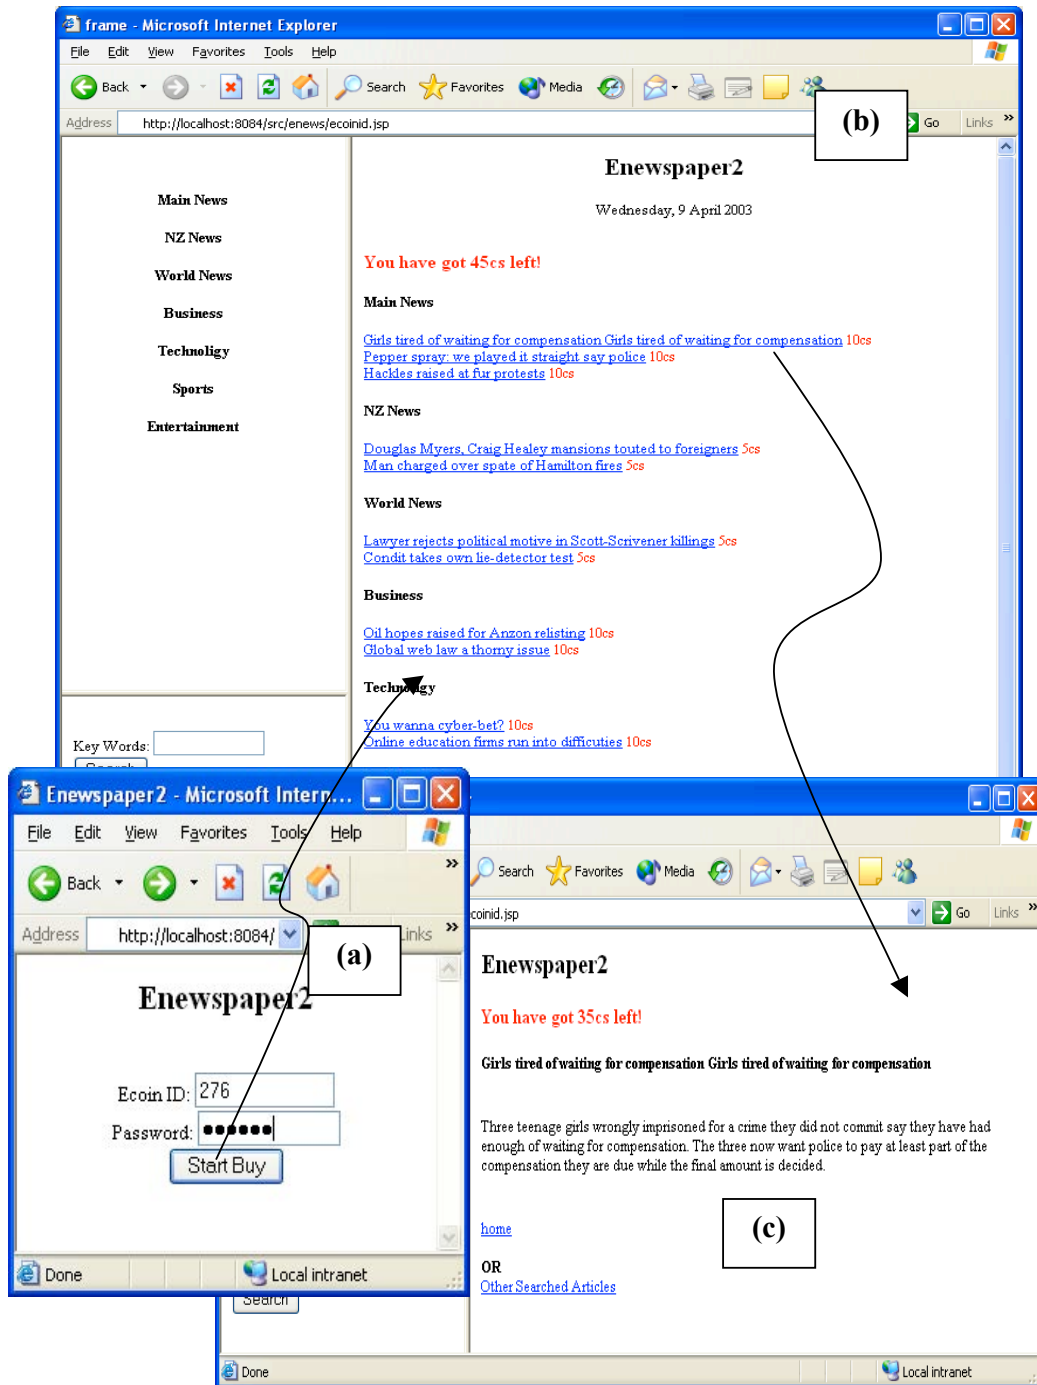 frame - Microsoft Internet Explorer
File Edit View Favorites Tools Help
Back Search Favorites Media
Address http://localhost:8084/src/enews/ecoinid.jsp Go Links »
(b)
Main News
NZ News
World News
Business
Technoligy
Sports
Entertainment
Key Words:
Search
Enewspaper2
Wednesday, 9 April 2003
You have got 45cs left!
Main News
Girls tired of waiting for compensation Girls tired of waiting for compensation 10cs
Pepper spray: we played it straight say police 10cs
Hackles raised at fur protests 10cs
NZ News
Douglas Myers, Craig Healey mansions touted to foreigners 5cs
Man charged over spate of Hamilton fires 5cs
World News
Lawyer rejects political motive in Scott-Scrivener killings 5cs
Condit takes own lie-detector test 5cs
Business
Oil hopes raised for Anzon relisting 10cs
Global web law a thorny issue 10cs
Technoligy
You wanna cyber-bet? 10cs
Online education firms run into difficuties 10cs
Enewspaper2 - Microsoft Intern...
File Edit View Favorites Tools Help »
Back »
Address http://localhost:8084/ Links »
(a)
Enewspaper2
Ecoin ID: 276
Password: ●●●●●●
Start Buy
Done Local intranet
Search Favorites Media
coinid.jsp Go Links »
Enewspaper2
You have got 35cs left!
Girls tired of waiting for compensation Girls tired of waiting for compensation
Three teenage girls wrongly imprisoned for a crime they did not commit say they have had
enough of waiting for compensation. The three now want police to pay at least part of the
compensation they are due while the final amount is decided.
home
(c)
OR
Other Searched Articles
Search
Done Local intranet